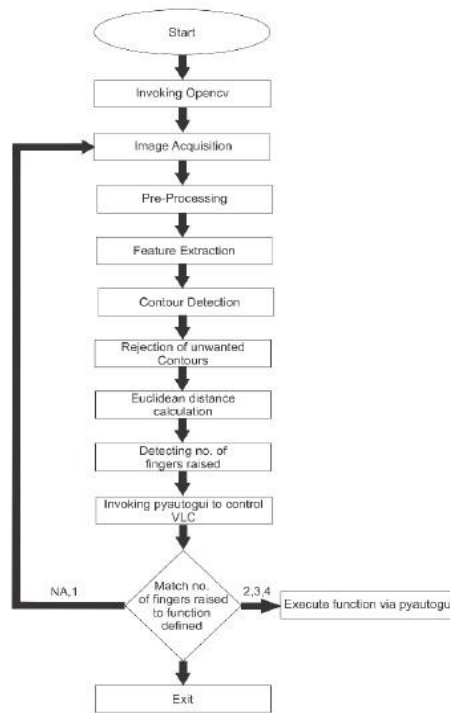 Start
Invoking Opencv
Image Acquisition
Pre-Processing
Feature Extraction
Contour Detection
Rejection of unwanted
Contours
Euclidean distance
calculation
Detecting no. of
fingers raised
Invoking pyautogui to control
VLC
NA,1
Match no.
of fingers raised
to function
defined
2,3,4
Execute function via pyautogui
Exit